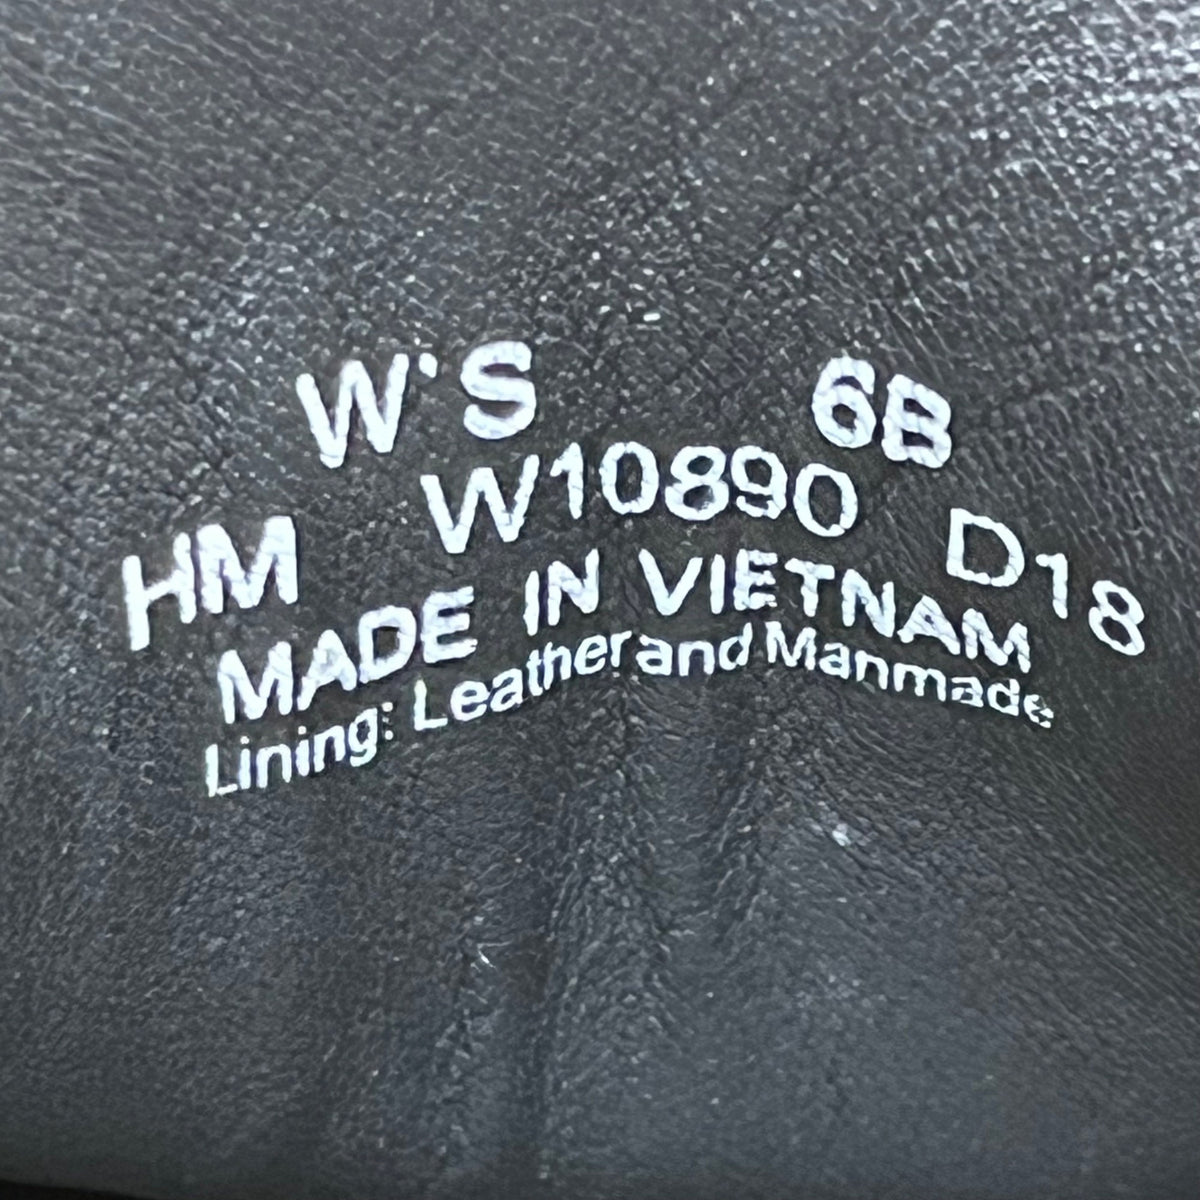 W'S 6B
HM W10890 D18
MADE IN VIETNAM
Lining: Leather and Manmade